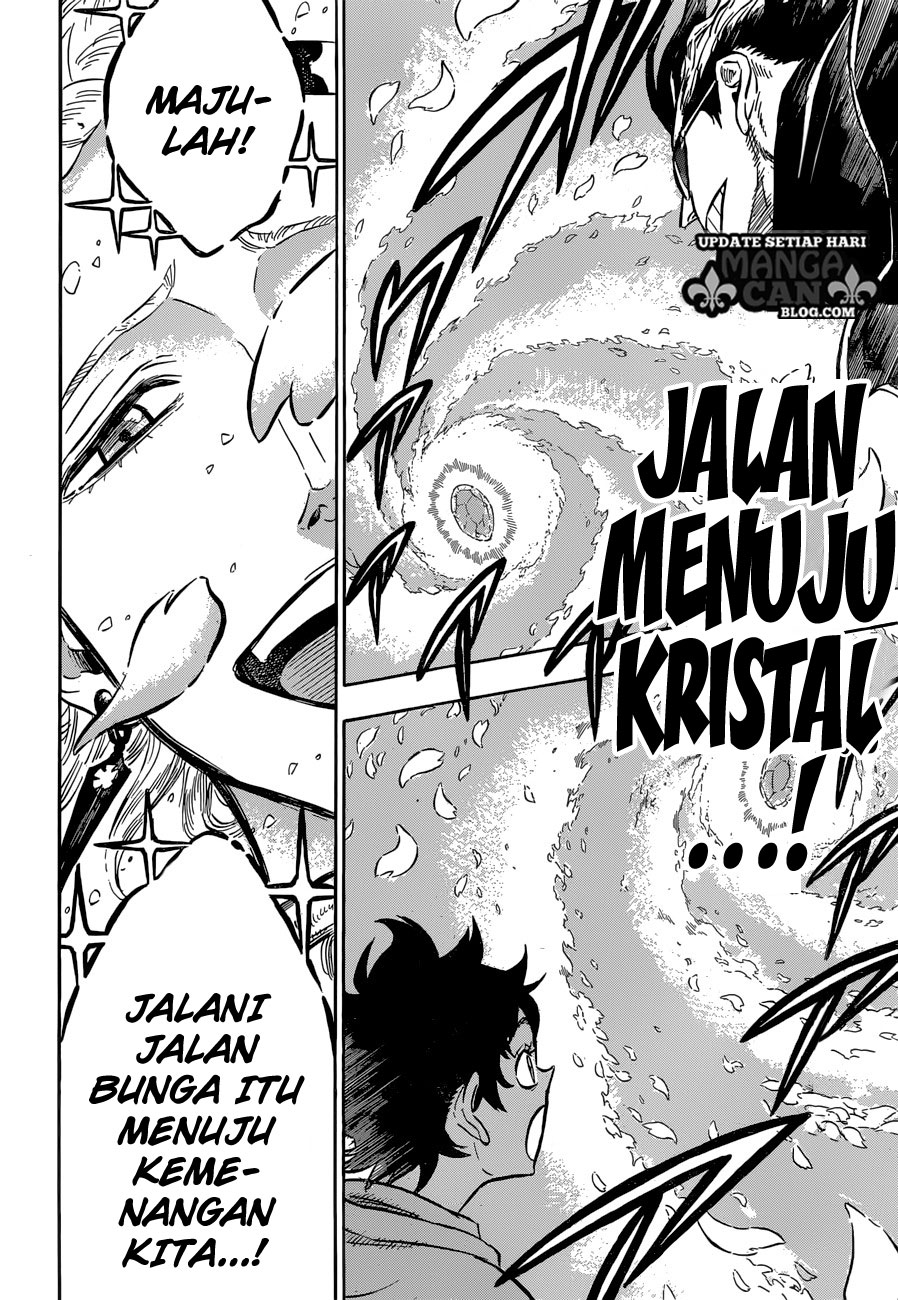 JALAN
MENUJU
KRISTAL
....!
MAJU-
LAH!
JALANI
JALAN
BUNGA ITU
MENUJU
KEME-
NANGAN
KITA...!
UPDATE SETIAP HARI
MANGA
CAN
BLOG.COM